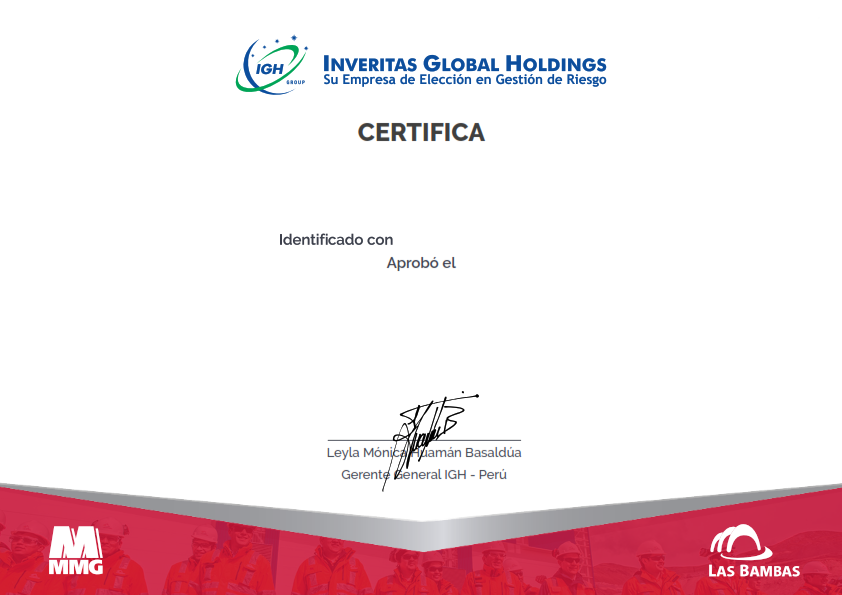 IGH
GROUP
INVERITAS GLOBAL HOLDINGS
Su Empresa de Elección en Gestión de Riesgo
CERTIFICA
Identificado con
Aprobó el
Leyla Mónica Huamán Basaldúa
Gerente General IGH - Perú
MMG
LAS BAMBAS